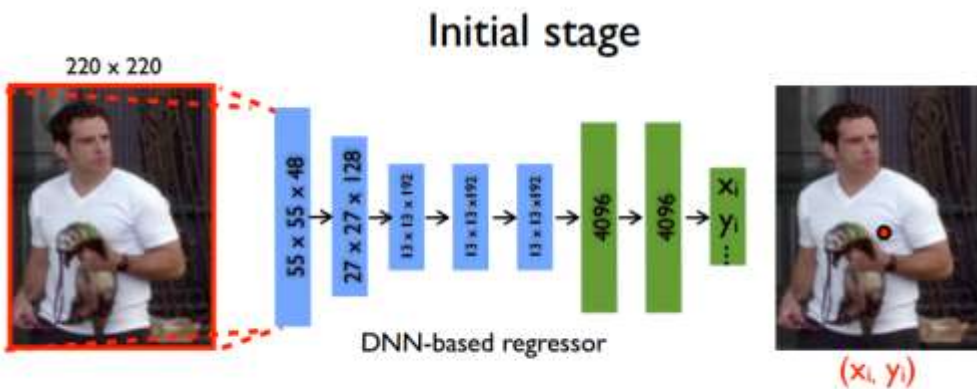 Initial stage
220 x 220
55 x 55 x 48
27 x 27 x 128
13 x 13 x 192
13 x 13 x192
13 x 13 x192
4096
4096
xᵢ
yᵢ
...
DNN-based regressor
(xᵢ, yᵢ)